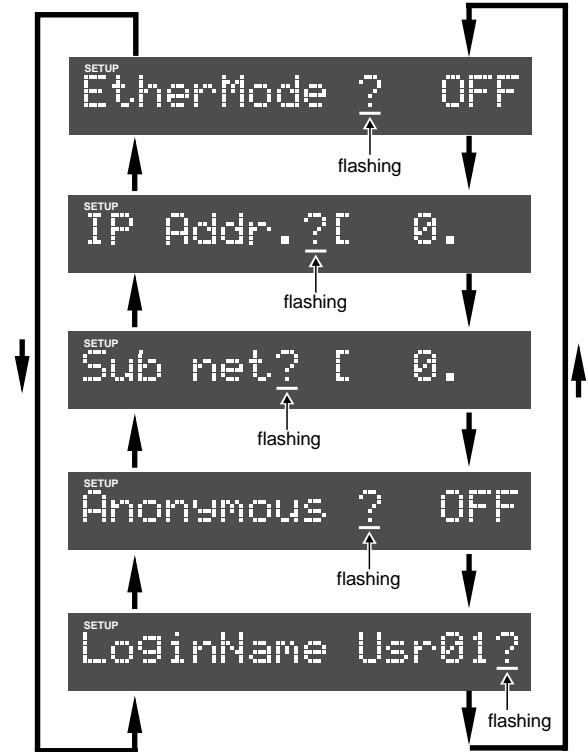 SETUP
EtherMode ? OFF
flashing
SETUP
IP Addr.?[ 0.
flashing
SETUP
Sub net? [ 0.
flashing
SETUP
Anonymous ? OFF
flashing
SETUP
LoginName Usr01?
flashing